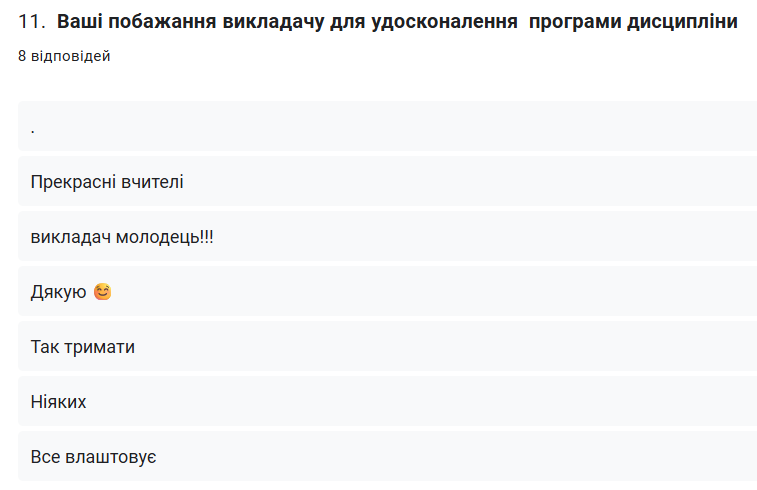 11. Ваші побажання викладачу для удосконалення програми дисципліни
8 відповідей
.
Прекрасні вчителі
викладач молодець!!!
Дякую 😉
Так тримати
Ніяких
Все влаштовує